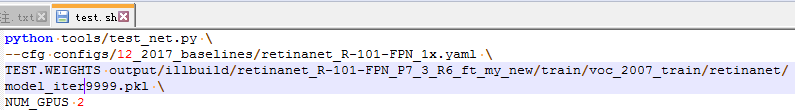 注.txt test.sh
python tools/test_net.py \
--cfg configs/12_2017_baselines/retinanet_R-101-FPN_1x.yaml \
TEST.WEIGHTS output/illbuild/retinanet_R-101-FPN_P7_3_R6_ft_my_new/train/voc_2007_train/retinanet/
model_iter9999.pkl \
NUM_GPUS 2